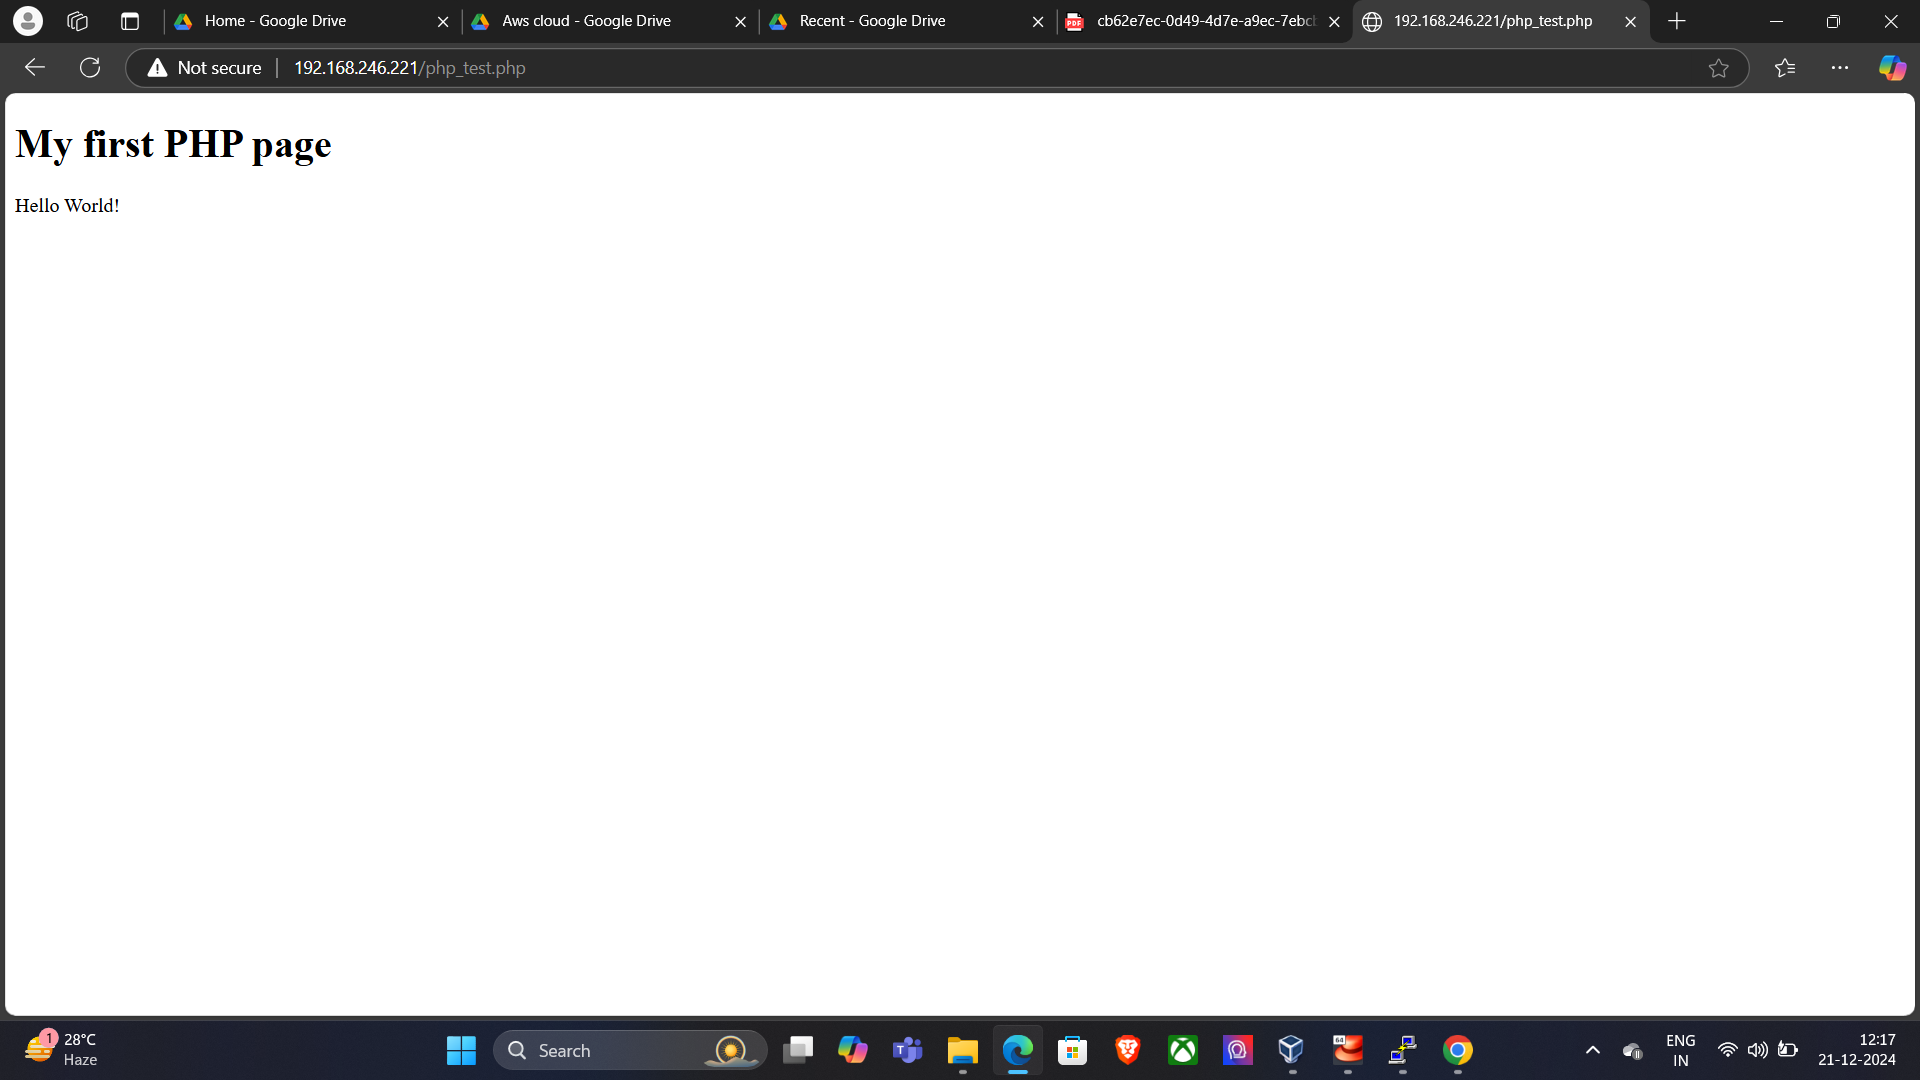 Home - Google Drive
Aws cloud - Google Drive
Recent - Google Drive
cb62e7ec-0d49-4d7e-a9ec-7ebc
192.168.246.221/php_test.php
Not secure
192.168.246.221/php_test.php
My first PHP page
Hello World!
1
28°C
Haze
Search
ENG
IN
12:17
21-12-2024
PDF
T
64